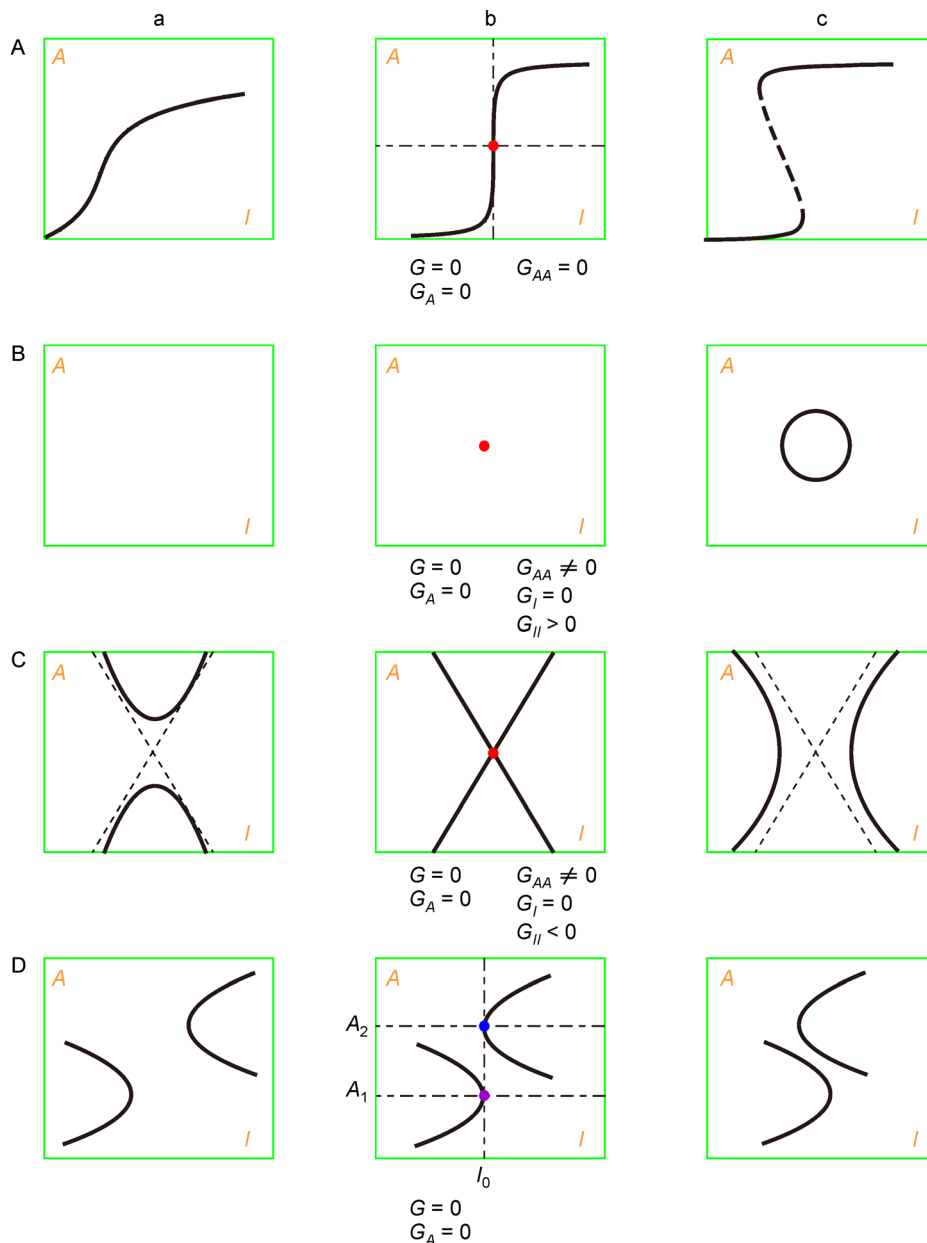 a b c
A
A A A
I I I
G = 0 G_AA = 0
G_A = 0
B
A A A
I I I
G = 0 G_AA ≠ 0
G_A = 0 G_I = 0
G_II > 0
C
A A A
I I I
G = 0 G_AA ≠ 0
G_A = 0 G_I = 0
G_II < 0
D
A A A
A_2
A_1
I I I
I_0
G = 0
G_A = 0